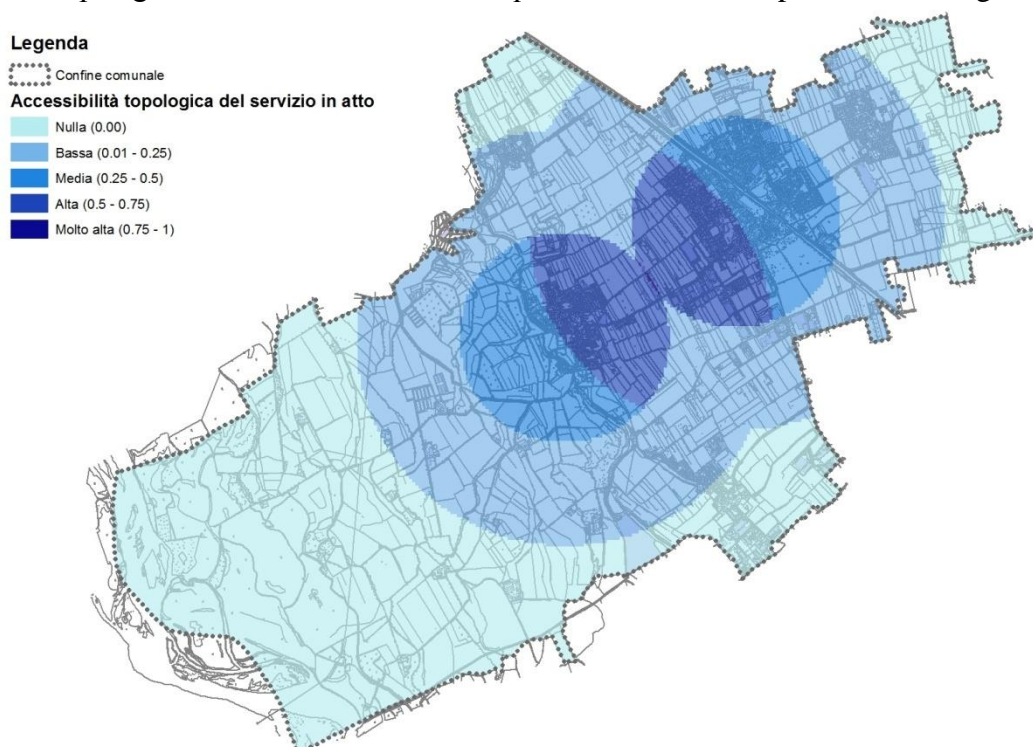 Legenda
Confine comunale
Accessibilità topologica del servizio in atto
Nulla (0.00)
Bassa (0.01 - 0.25)
Media (0.25 - 0.5)
Alta (0.5 - 0.75)
Molto alta (0.75 - 1)